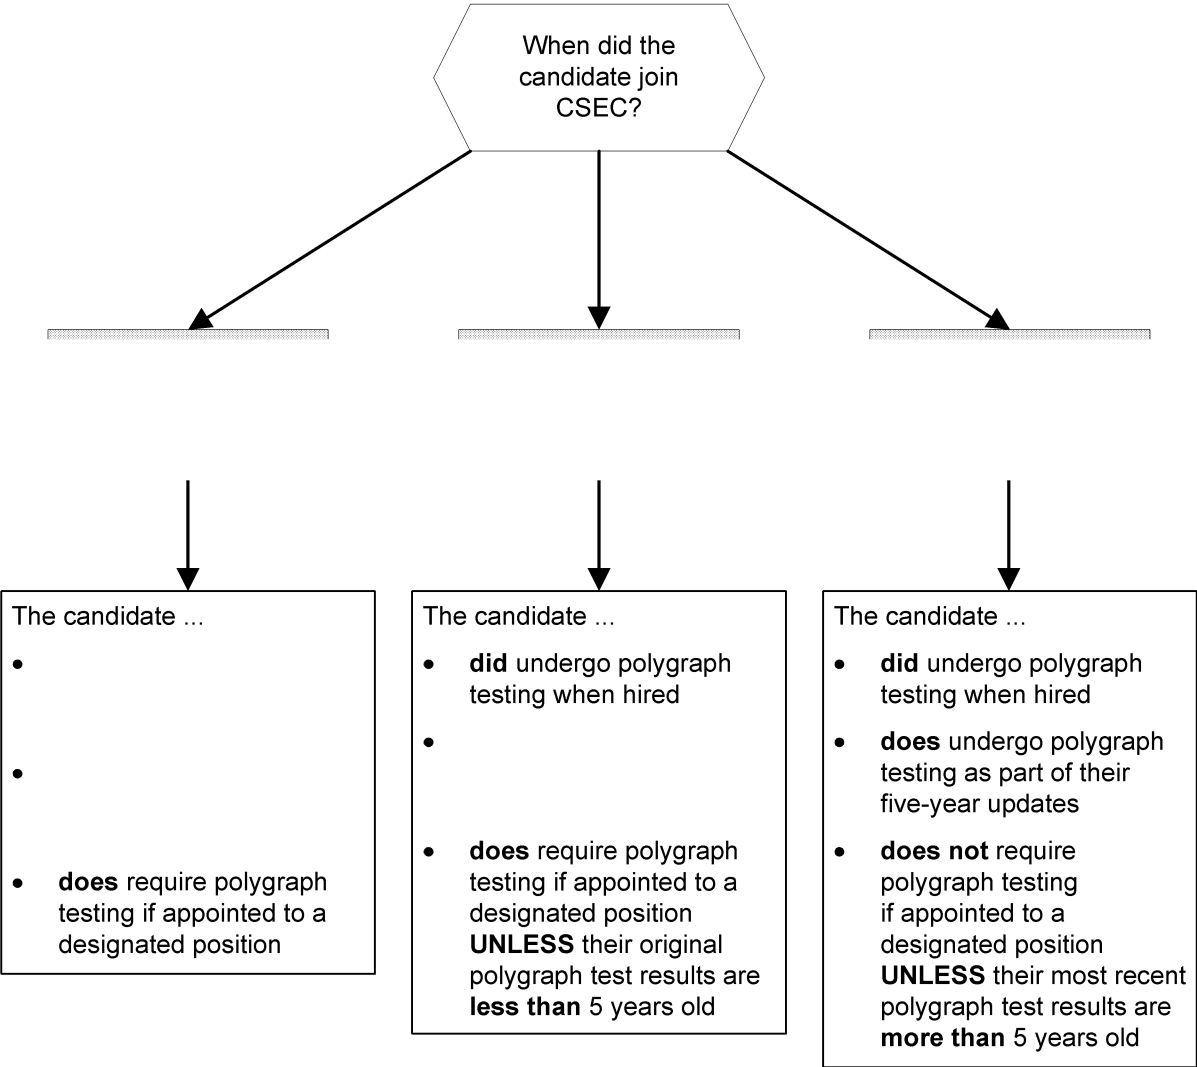 When did the
candidate join
CSEC?
The candidate ...
•
•
• does require polygraph
testing if appointed to a
designated position
The candidate ...
• did undergo polygraph
testing when hired
•
• does require polygraph
testing if appointed to a
designated position
UNLESS their original
polygraph test results are
less than 5 years old
The candidate ...
• did undergo polygraph
testing when hired
• does undergo polygraph
testing as part of their
five-year updates
• does not require
polygraph testing
if appointed to a
designated position
UNLESS their most recent
polygraph test results are
more than 5 years old